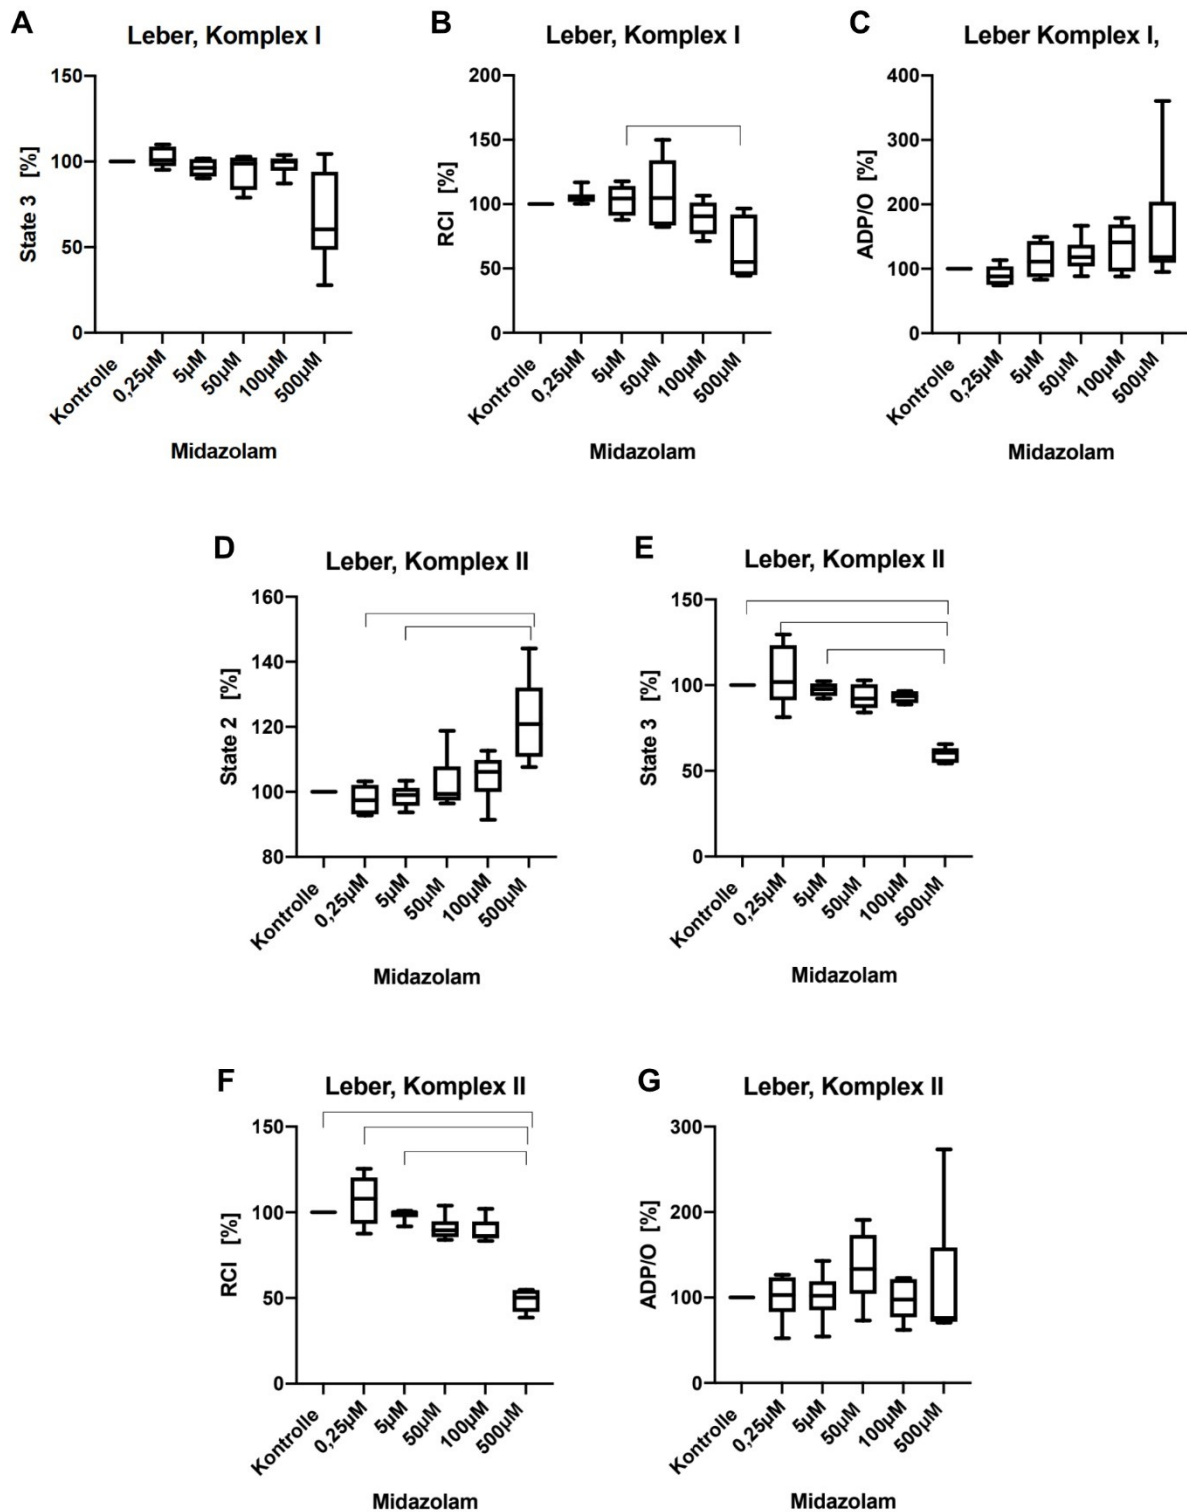 A
Leber, Komplex I
State 3 [%]
150
100
50
0
Kontrolle
0,25µM
5µM
50µM
100µM
500µM
Midazolam
B
Leber, Komplex I
RCI [%]
200
150
100
50
0
Kontrolle
0,25µM
5µM
50µM
100µM
500µM
Midazolam
C
Leber Komplex I,
ADP/O [%]
400
300
200
100
0
Kontrolle
0,25µM
5µM
50µM
100µM
500µM
Midazolam
D
Leber, Komplex II
State 2 [%]
160
140
120
100
80
Kontrolle
0,25µM
5µM
50µM
100µM
500µM
Midazolam
E
Leber, Komplex II
State 3 [%]
150
100
50
0
Kontrolle
0,25µM
5µM
50µM
100µM
500µM
Midazolam
F
Leber, Komplex II
RCI [%]
150
100
50
0
Kontrolle
0,25µM
5µM
50µM
100µM
500µM
Midazolam
G
Leber, Komplex II
ADP/O [%]
300
200
100
0
Kontrolle
0,25µM
5µM
50µM
100µM
500µM
Midazolam